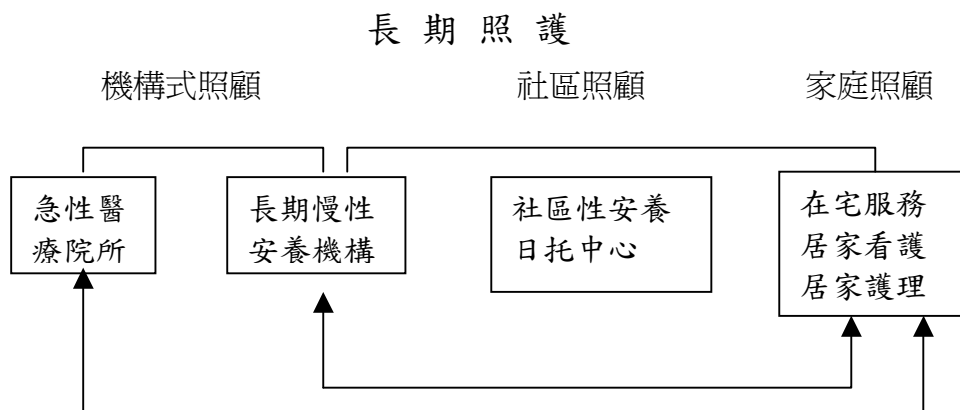 長期照護
機構式照顧
社區照顧
家庭照顧
急性醫
療院所
長期慢性
安養機構
社區性安養
日托中心
在宅服務
居家看護
居家護理